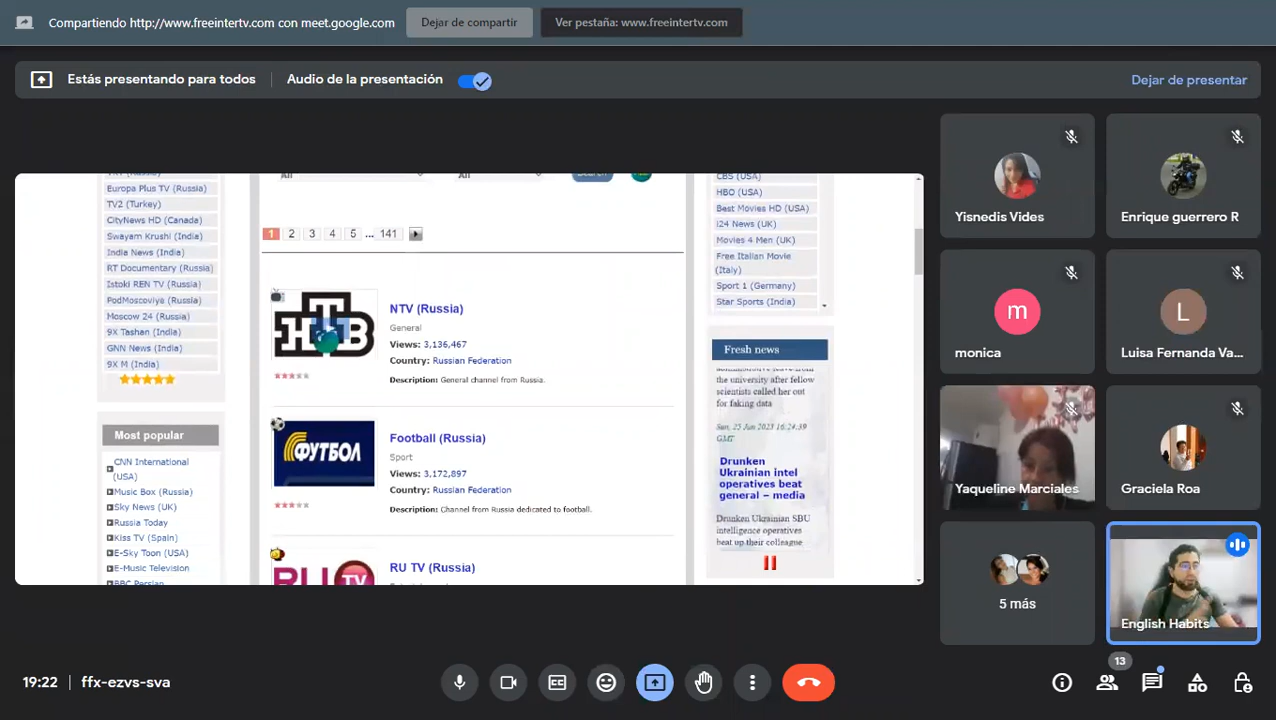 Compartiendo http://www.freeintertv.com con meet.google.com
Dejar de compartir
Ver pestaña: www.freeintertv.com
Estás presentando para todos
Audio de la presentación
Dejar de presentar
Europa Plus TV (Russia)
TV2 (Turkey)
CityNews HD (Canada)
Swayam Krushi (India)
India News (India)
RT Documentary (Russia)
Istoki REN TV (Russia)
PodMoscoviye (Russia)
Moscow 24 (Russia)
9X Tashan (India)
GNN News (India)
9X M (India)
Most popular
CNN International
(USA)
Music Box (Russia)
Sky News (UK)
Russia Today
Kiss TV (Spain)
E-Sky Toon (USA)
E-Music Television
BBC Persian
All
All
Search
1 2 3 4 5 ... 141
НТВ
NTV (Russia)
General
Views: 3,136,467
Country: Russian Federation
Description: General channel from Russia.
ФУТБОЛ
Football (Russia)
Sport
Views: 3,172,897
Country: Russian Federation
Description: Channel from Russia dedicated to football.
RU TV
RU TV (Russia)
CBS (USA)
HBO (USA)
Best Movies HD (USA)
i24 News (UK)
Movies 4 Men (UK)
Free Italian Movie
(Italy)
Sport 1 (Germany)
Star Sports (India)
Fresh news
the university after fellow
scientists called her out
for faking data
Sun, 25 Jun 2023 16:24:39
GMT
Drunken
Ukrainian intel
operatives beat
general – media
Drunken Ukrainian SBU
intelligence operatives
beat up their colleague
Yisnedis Vides
Enrique guerrero R
m
monica
L
Luisa Fernanda Va...
Yaqueline Marciales
Graciela Roa
5 más
English Habits
19:22 | ffx-ezvs-sva
13